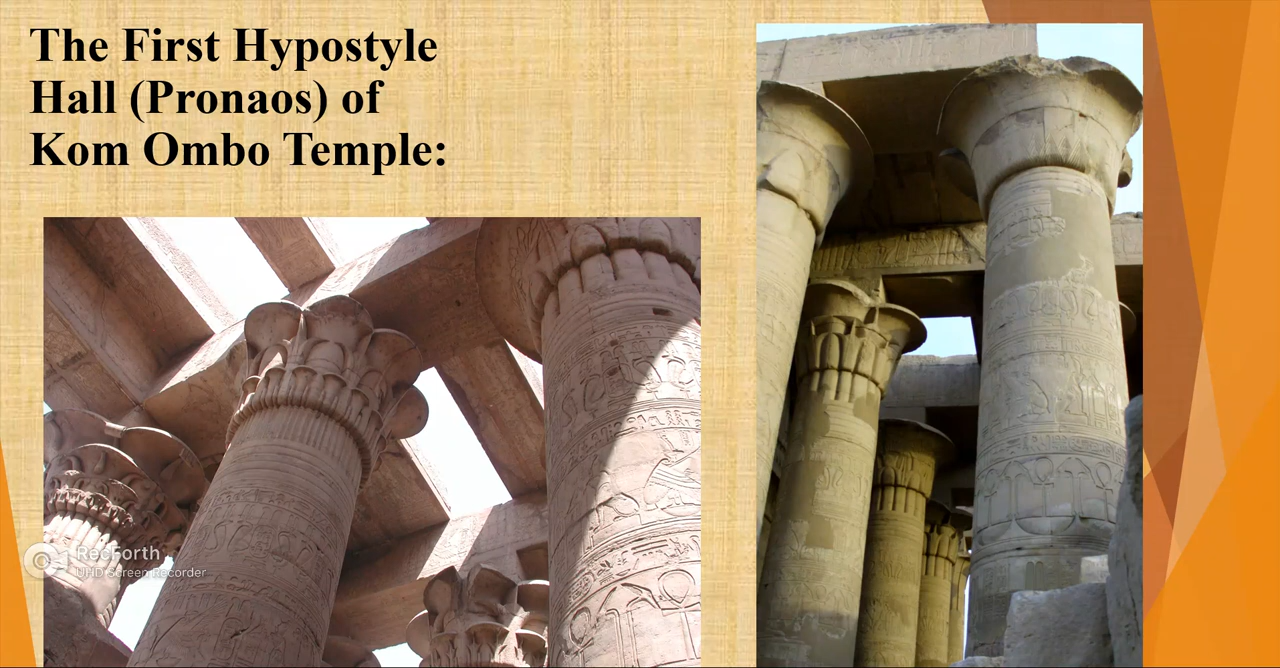 The First Hypostyle
Hall (Pronaos) of
Kom Ombo Temple:
RecForth
UHD Screen Recorder